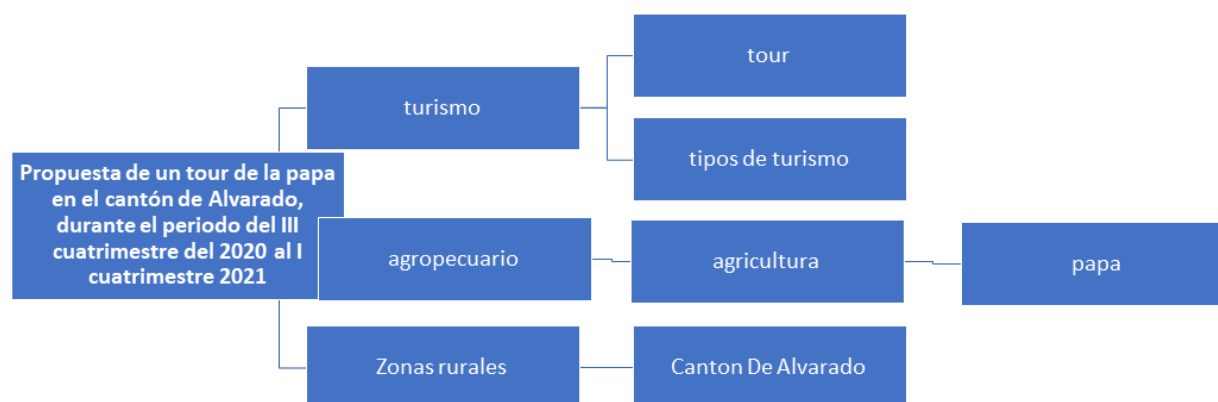 Propuesta de un tour de la papa
en el cantón de Alvarado,
durante el periodo del III
cuatrimestre del 2020 al I
cuatrimestre 2021
turismo
tour
tipos de turismo
agropecuario
agricultura
papa
Zonas rurales
Canton De Alvarado